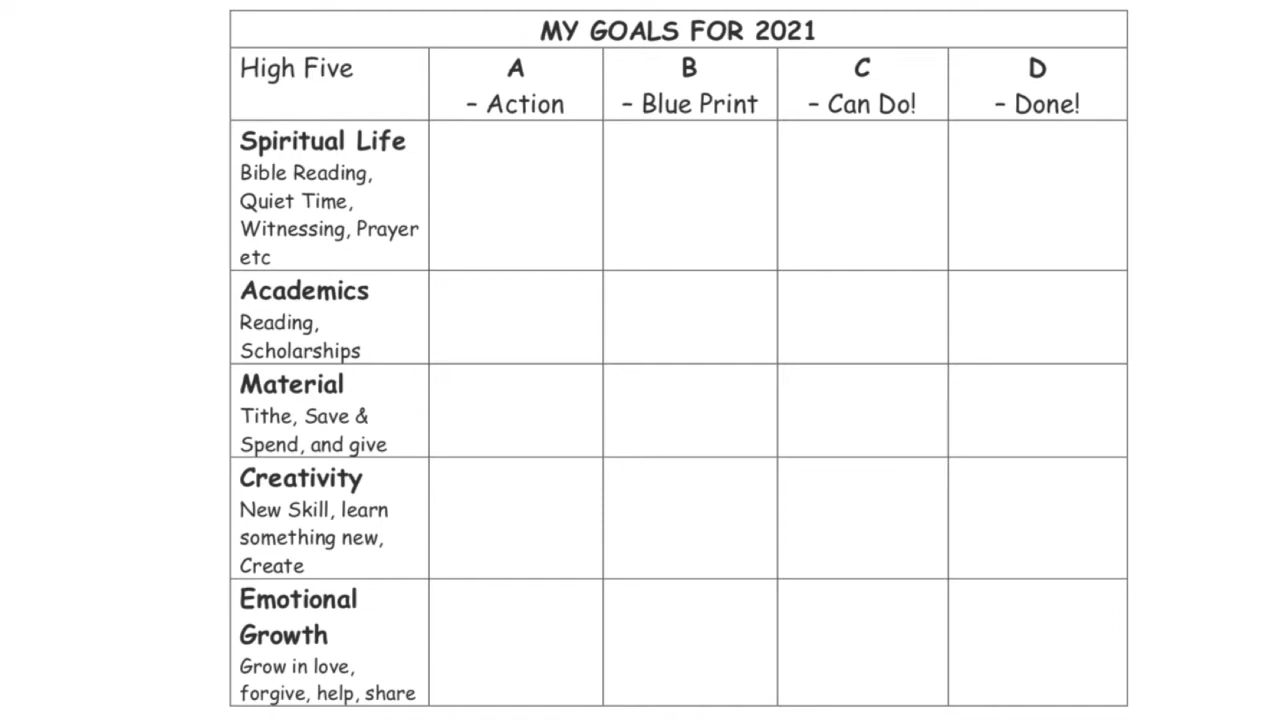 MY GOALS FOR 2021
High Five
A
– Action
B
– Blue Print
C
– Can Do!
D
– Done!
Spiritual Life
Bible Reading,
Quiet Time,
Witnessing, Prayer
etc
Academics
Reading,
Scholarships
Material
Tithe, Save &
Spend, and give
Creativity
New Skill, learn
something new,
Create
Emotional
Growth
Grow in love,
forgive, help, share